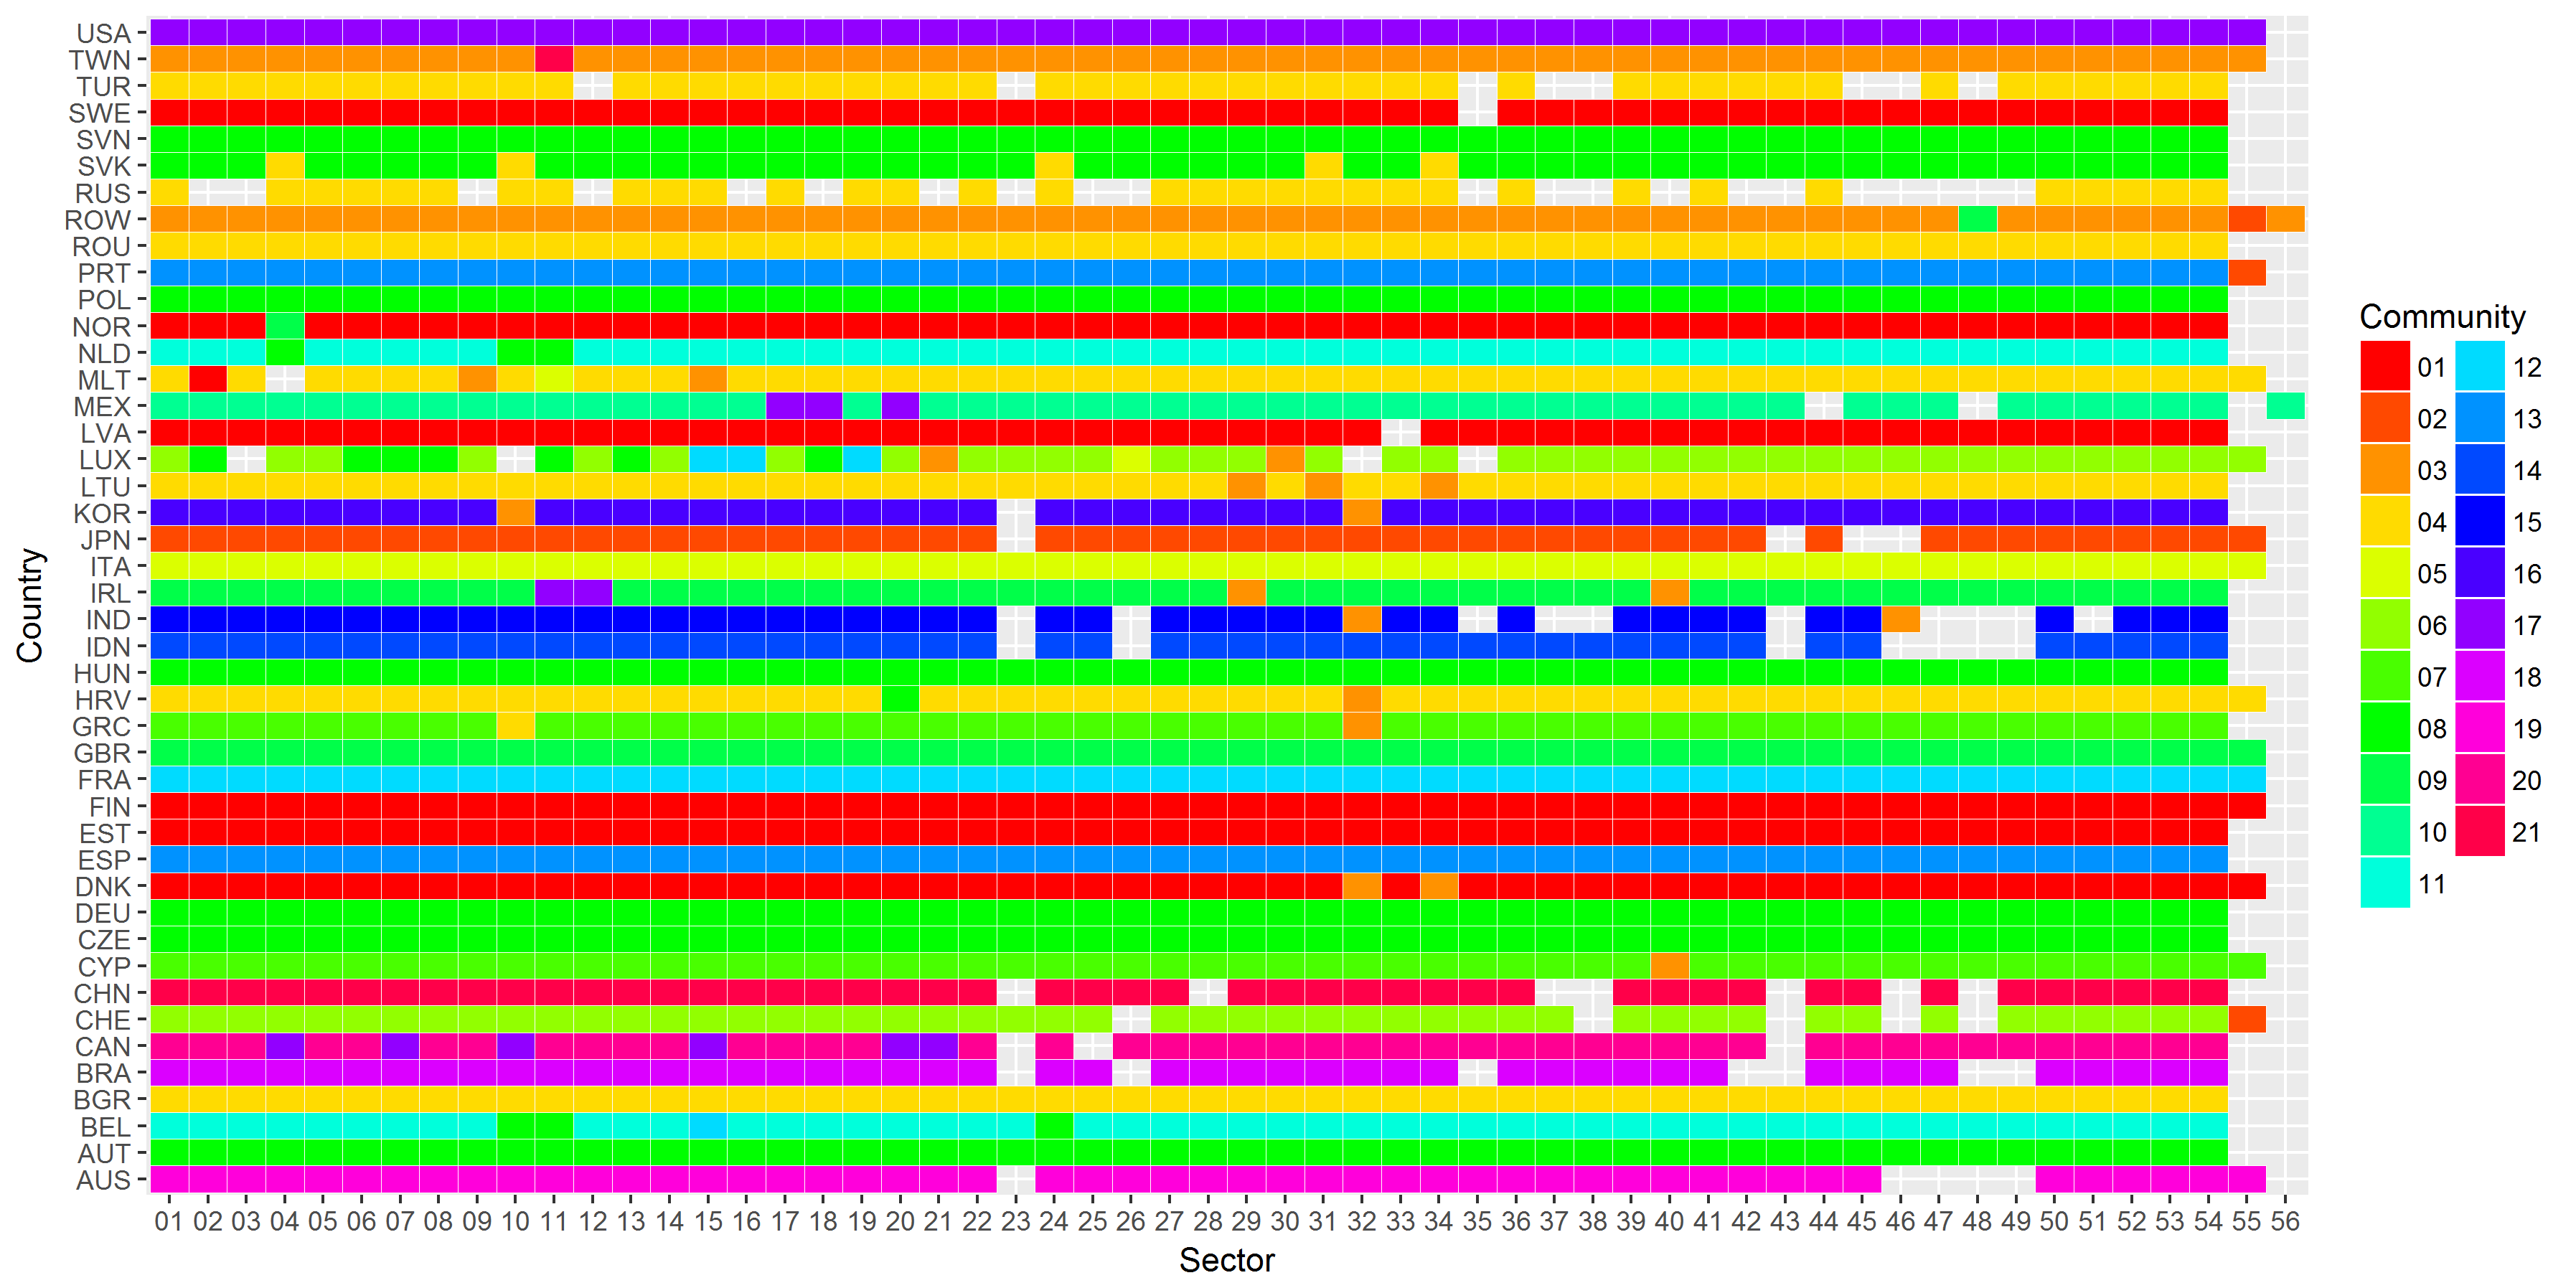 USA
TWN
TUR
SWE
SVN
SVK
RUS
ROW
ROU
PRT
POL
NOR
NLD
MLT
MEX
LVA
LUX
LTU
KOR
JPN
ITA
IRL
IND
IDN
HUN
HRV
GRC
GBR
FRA
FIN
EST
ESP
DNK
DEU
CZE
CYP
CHN
CHE
CAN
BRA
BGR
BEL
AUT
AUS
Country
01 02 03 04 05 06 07 08 09 10 11 12 13 14 15 16 17 18 19 20 21 22 23 24 25 26 27 28 29 30 31 32 33 34 35 36 37 38 39 40 41 42 43 44 45 46 47 48 49 50 51 52 53 54 55 56
Sector
Community
01 12
02 13
03 14
04 15
05 16
06 17
07 18
08 19
09 20
10 21
11